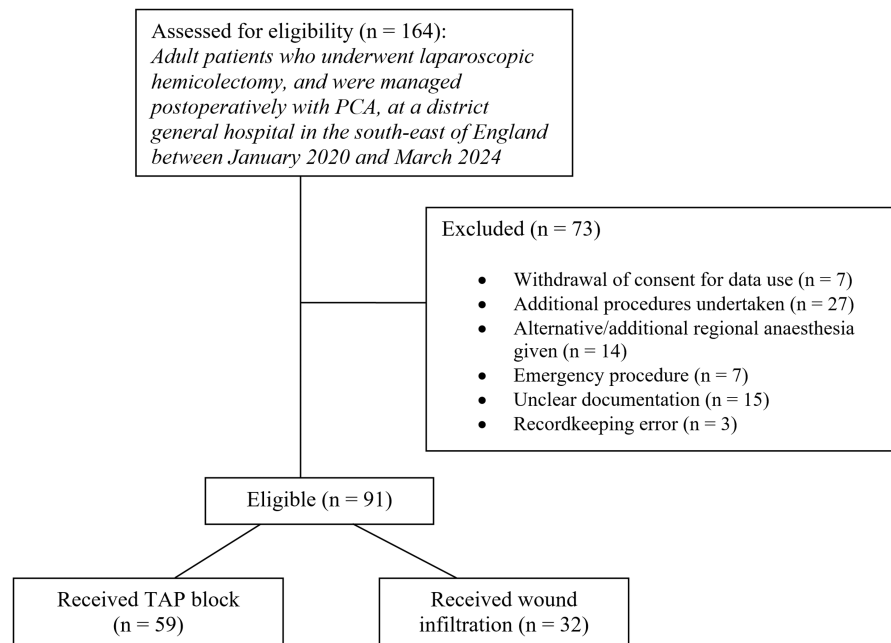 Assessed for eligibility (n = 164):
Adult patients who underwent laparoscopic
hemicolectomy, and were managed
postoperatively with PCA, at a district
general hospital in the south-east of England
between January 2020 and March 2024
Excluded (n = 73)
• Withdrawal of consent for data use (n = 7)
• Additional procedures undertaken (n = 27)
• Alternative/additional regional anaesthesia
given (n = 14)
• Emergency procedure (n = 7)
• Unclear documentation (n = 15)
• Recordkeeping error (n = 3)
Eligible (n = 91)
Received TAP block
(n = 59)
Received wound
infiltration (n = 32)